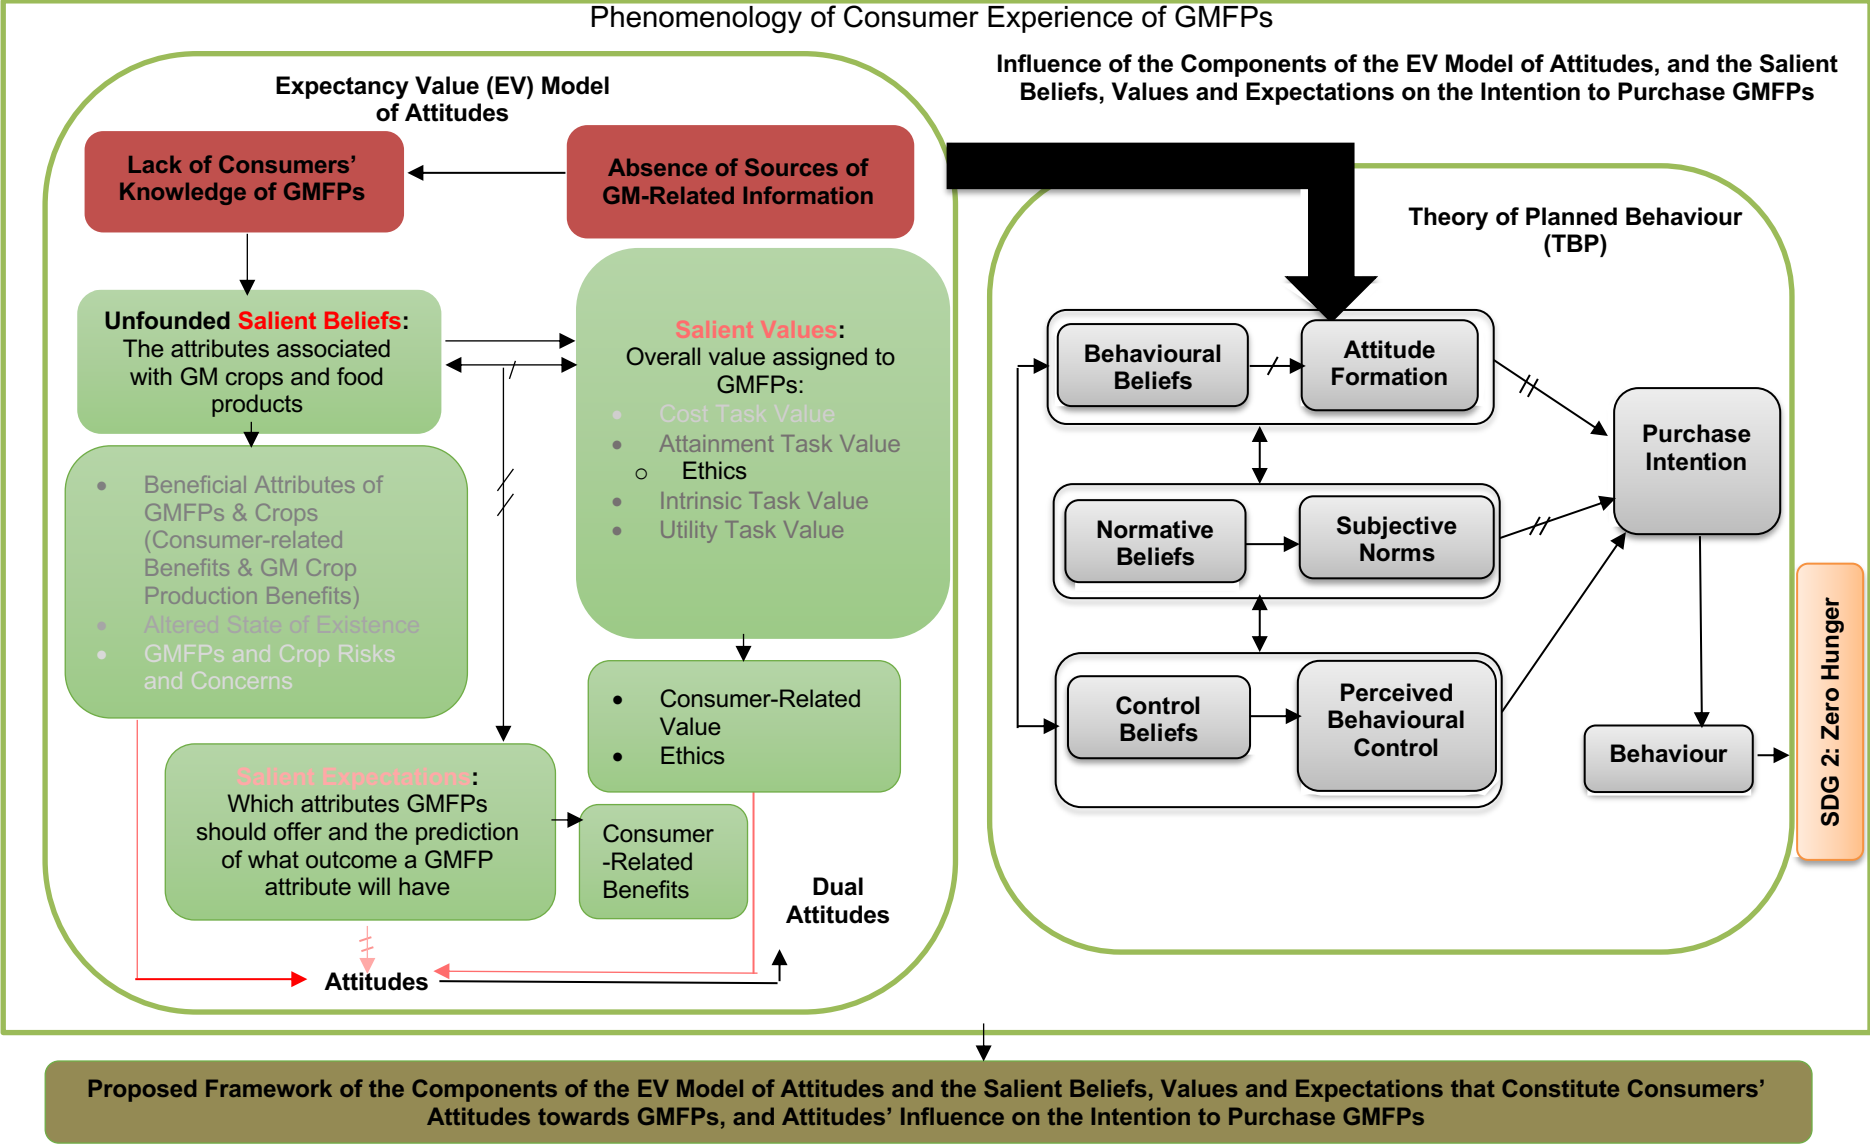 Phenomenology of Consumer Experience of GMFPs
Expectancy Value (EV) Model
of Attitudes
Lack of Consumers’
Knowledge of GMFPs
Absence of Sources of
GM-Related Information
Unfounded Salient Beliefs:
The attributes associated
with GM crops and food
products
• Beneficial Attributes of
GMFPs & Crops
(Consumer-related
Benefits & GM Crop
Production Benefits)
• Altered State of Existence
• GMFPs and Crop Risks
and Concerns
Salient Values:
Overall value assigned to
GMFPs:
• Cost Task Value
• Attainment Task Value
o Ethics
• Intrinsic Task Value
• Utility Task Value
• Consumer-Related
Value
• Ethics
Salient Expectations:
Which attributes GMFPs
should offer and the prediction
of what outcome a GMFP
attribute will have
Consumer
-Related
Benefits
Dual
Attitudes
Attitudes
Influence of the Components of the EV Model of Attitudes, and the Salient
Beliefs, Values and Expectations on the Intention to Purchase GMFPs
Theory of Planned Behaviour
(TBP)
Behavioural
Beliefs
Attitude
Formation
Normative
Beliefs
Subjective
Norms
Control
Beliefs
Perceived
Behavioural
Control
Purchase
Intention
Behaviour
SDG 2: Zero Hunger
Proposed Framework of the Components of the EV Model of Attitudes and the Salient Beliefs, Values and Expectations that Constitute Consumers’
Attitudes towards GMFPs, and Attitudes’ Influence on the Intention to Purchase GMFPs